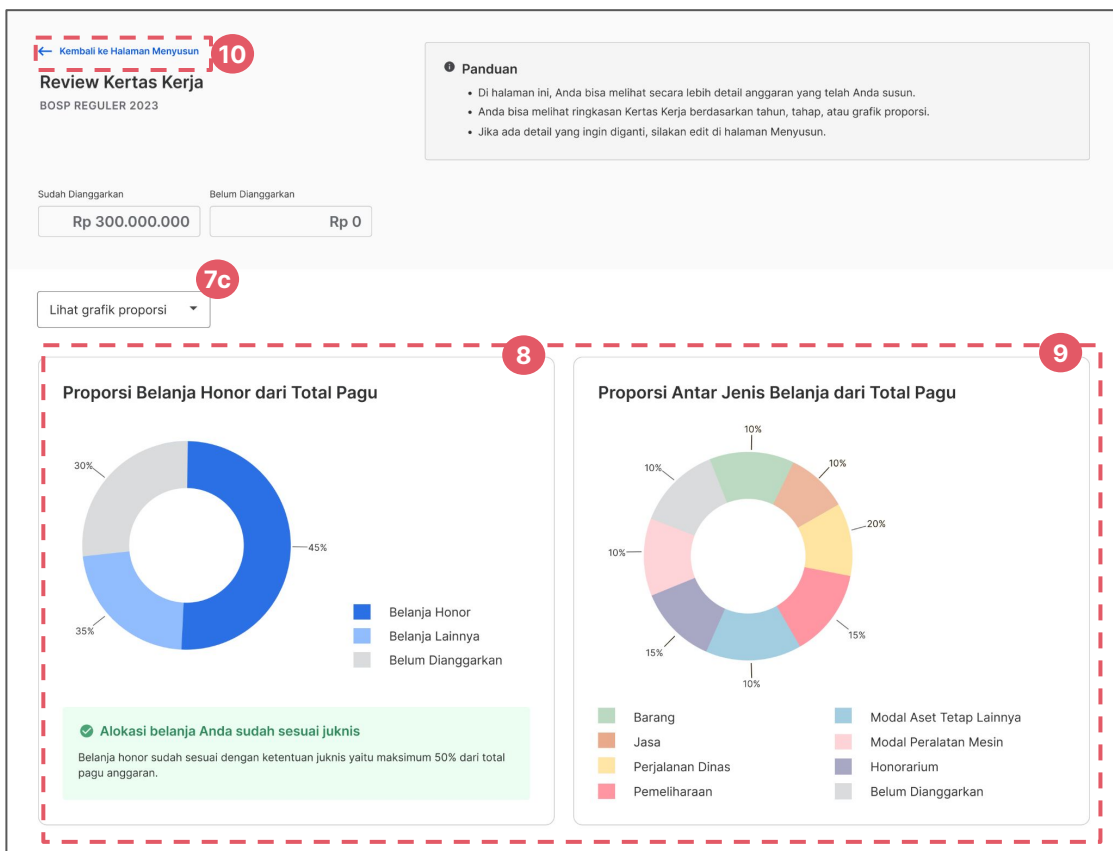 ← Kembali ke Halaman Menyusun
10
Review Kertas Kerja
BOSP REGULER 2023
Panduan
• Di halaman ini, Anda bisa melihat secara lebih detail anggaran yang telah Anda susun.
• Anda bisa melihat ringkasan Kertas Kerja berdasarkan tahun, tahap, atau grafik proporsi.
• Jika ada detail yang ingin diganti, silakan edit di halaman Menyusun.
Sudah Dianggarkan
Rp 300.000.000
Belum Dianggarkan
Rp 0
7c
Lihat grafik proporsi
8
Proporsi Belanja Honor dari Total Pagu
30%
45%
35%
Belanja Honor
Belanja Lainnya
Belum Dianggarkan
Alokasi belanja Anda sudah sesuai juknis
Belanja honor sudah sesuai dengan ketentuan juknis yaitu maksimum 50% dari total
pagu anggaran.
9
Proporsi Antar Jenis Belanja dari Total Pagu
10%
10%
10%
20%
10%
15%
15%
10%
Barang
Jasa
Perjalanan Dinas
Pemeliharaan
Modal Aset Tetap Lainnya
Modal Peralatan Mesin
Honorarium
Belum Dianggarkan